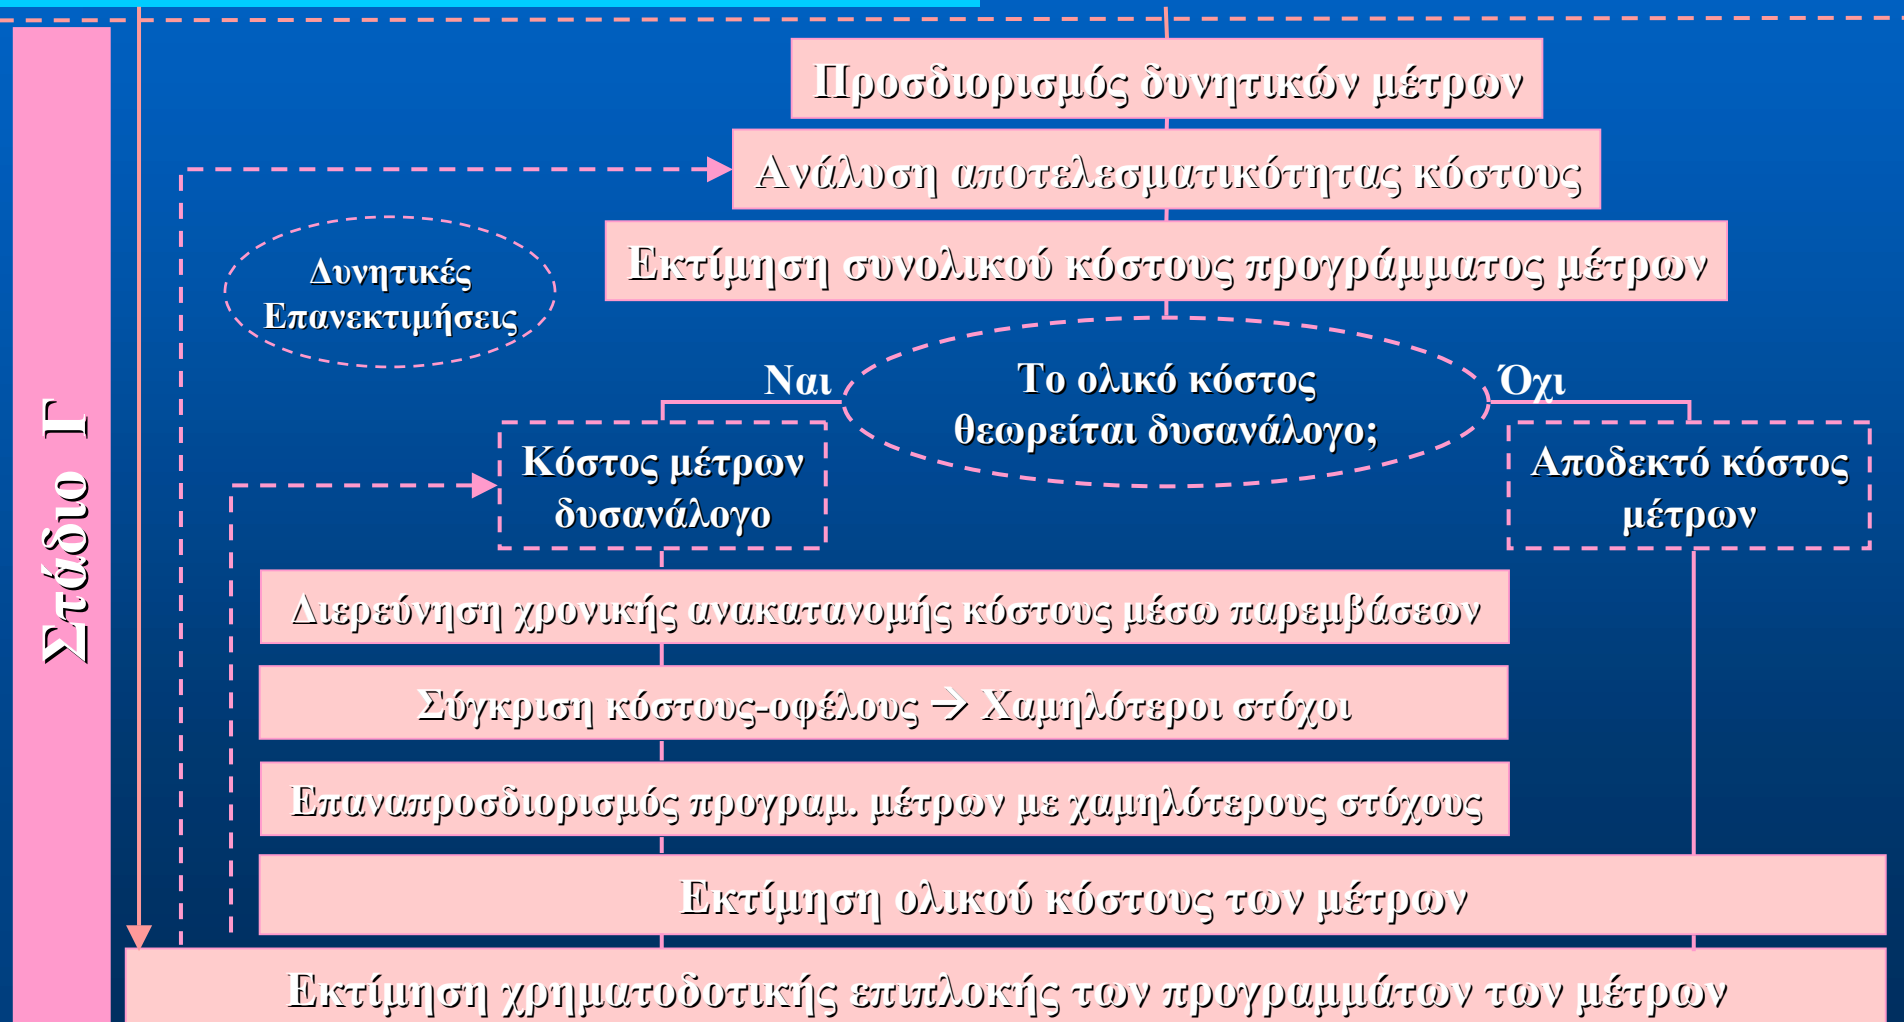 Στάδιο Γ
Προσδιορισμός δυνητικών μέτρων
Ανάλυση αποτελεσματικότητας κόστους
Εκτίμηση συνολικού κόστους προγράμματος μέτρων
Δυνητικές
Επανεκτιμήσεις
Ναι
Το ολικό κόστος
θεωρείται δυσανάλογο;
Όχι
Κόστος μέτρων
δυσανάλογο
Αποδεκτό κόστος
μέτρων
Διερεύνηση χρονικής ανακατανομής κόστους μέσω παρεμβάσεων
Σύγκριση κόστους-οφέλους → Χαμηλότεροι στόχοι
Επαναπροσδιορισμός προγραμ. μέτρων με χαμηλότερους στόχους
Εκτίμηση ολικού κόστους των μέτρων
Εκτίμηση χρηματοδοτικής επιπλοκής των προγραμμάτων των μέτρων